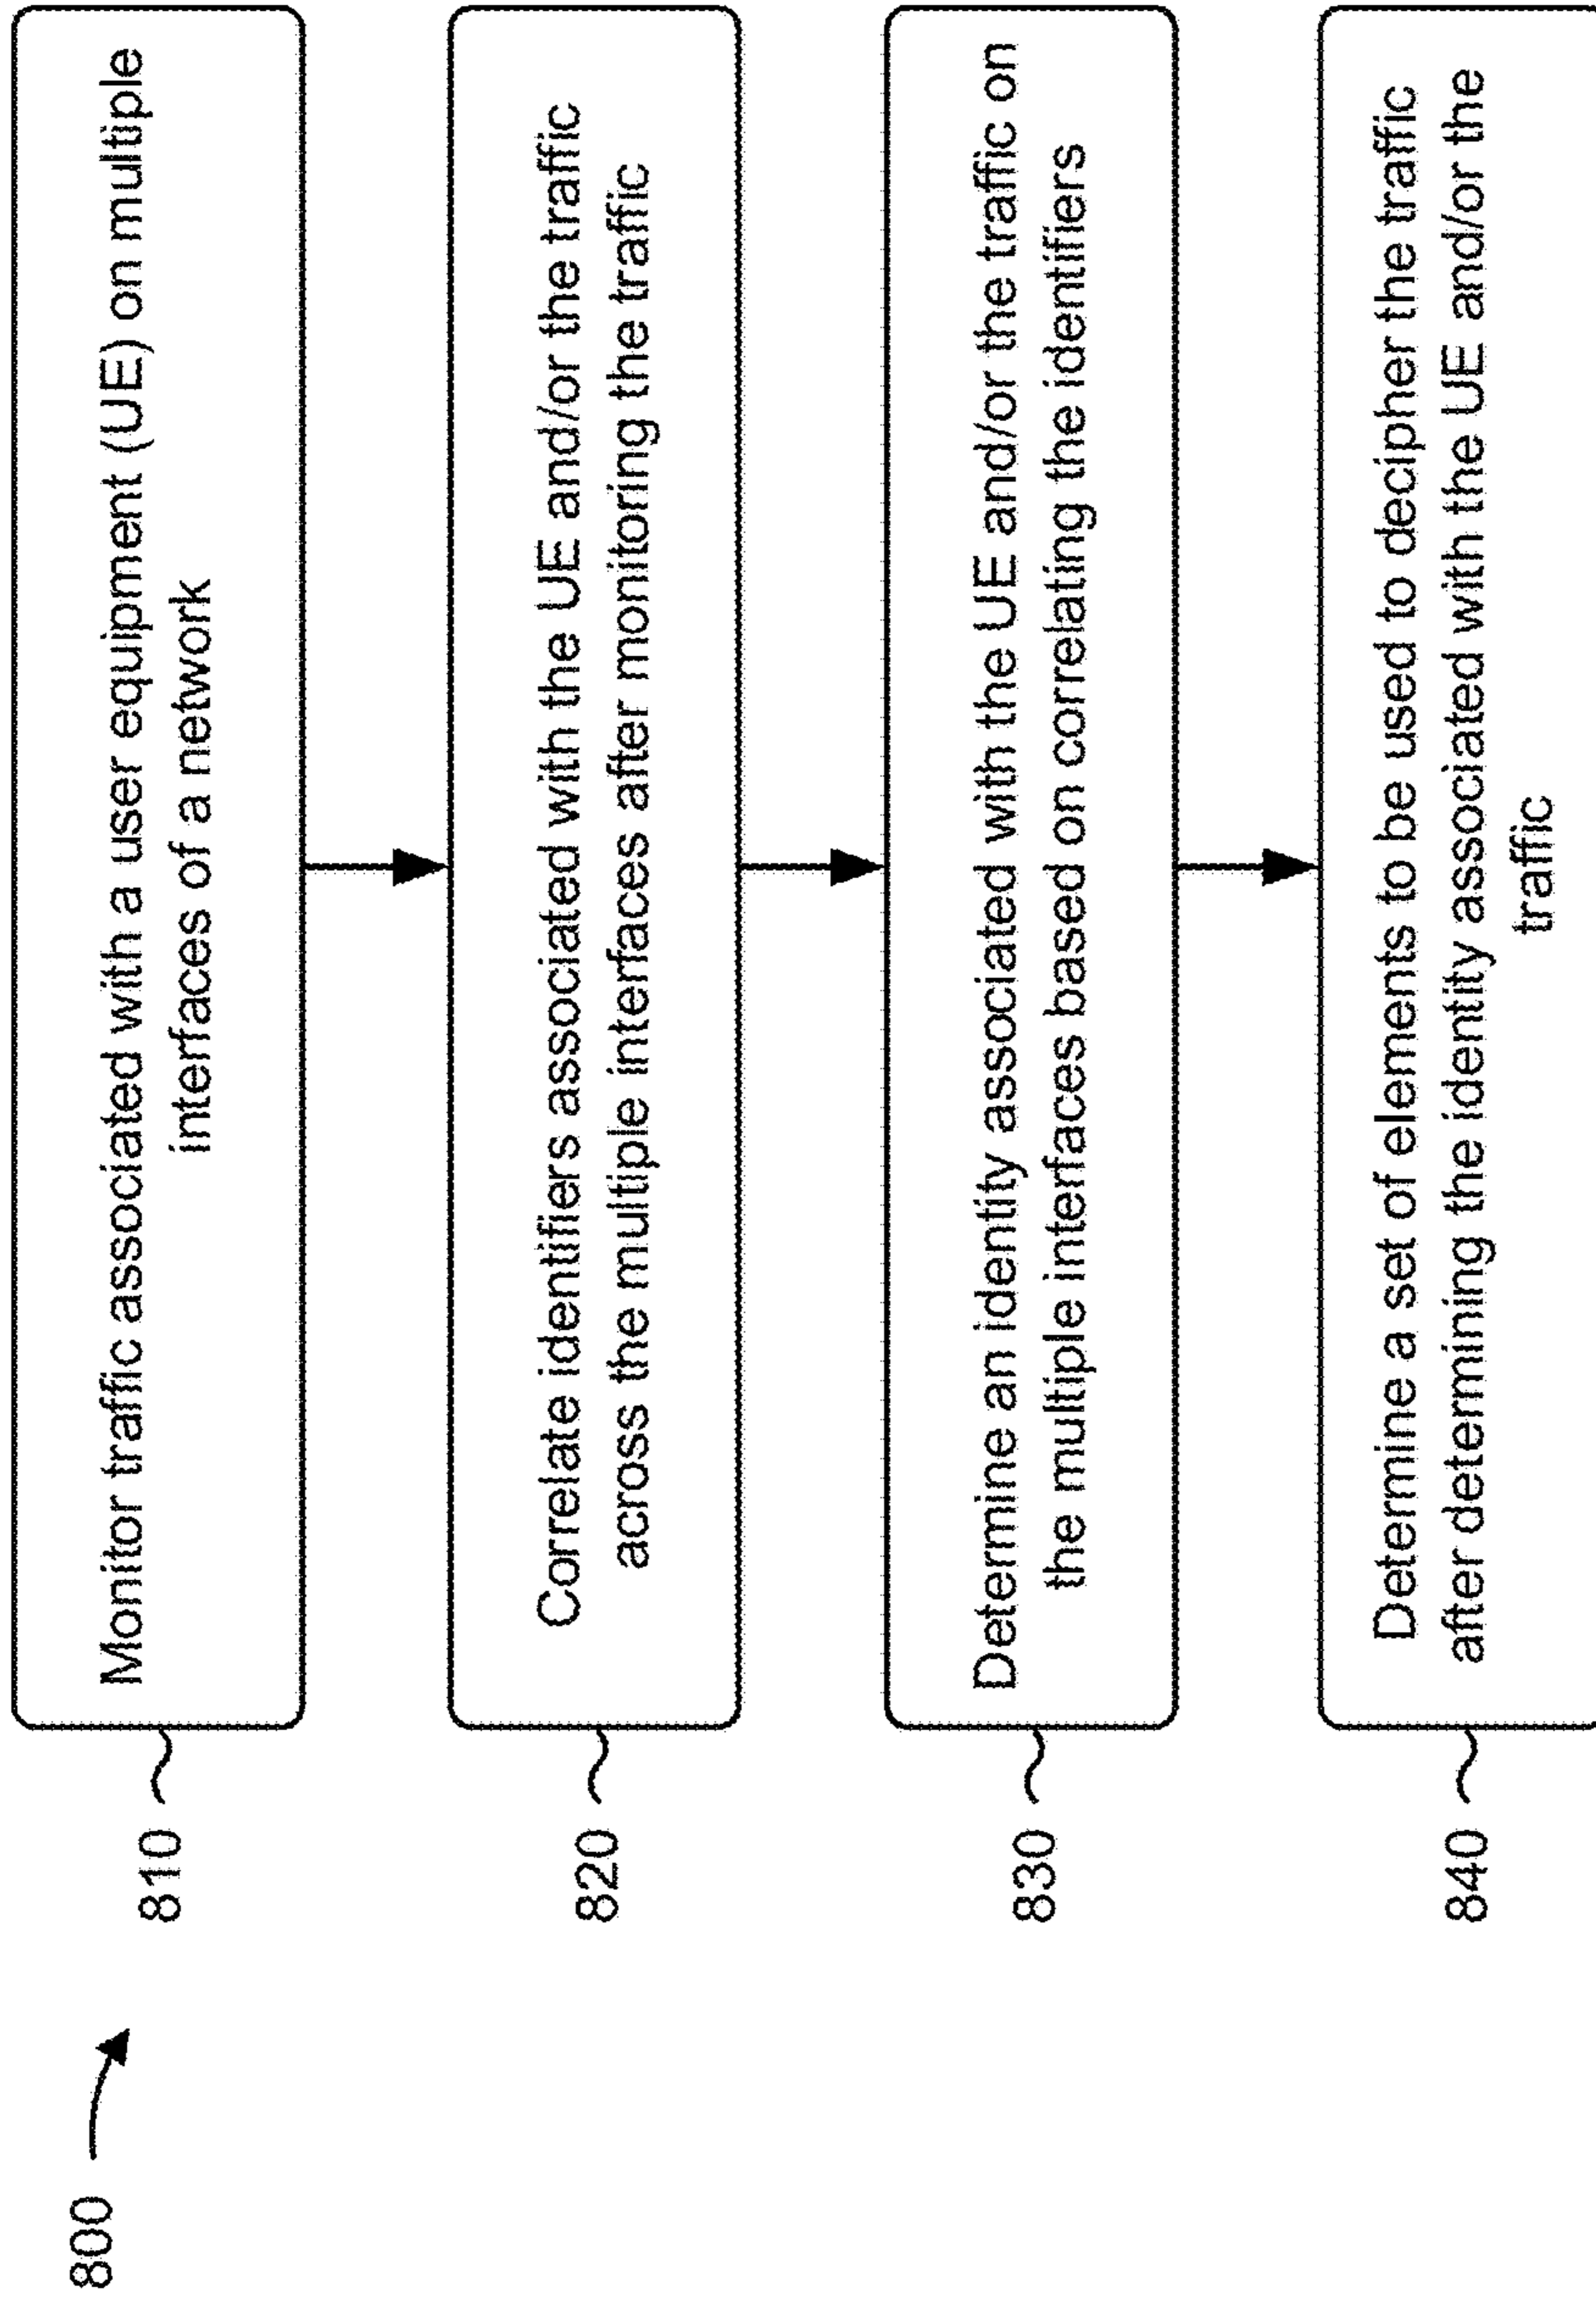 800
810
Monitor traffic associated with a user equipment (UE) on multiple
interfaces of a network
820
Correlate identifiers associated with the UE and/or the traffic
across the multiple interfaces after monitoring the traffic
830
Determine an identity associated with the UE and/or the traffic on
the multiple interfaces based on correlating the identifiers
840
Determine a set of elements to be used to decipher the traffic
after determining the identity associated with the UE and/or the
traffic